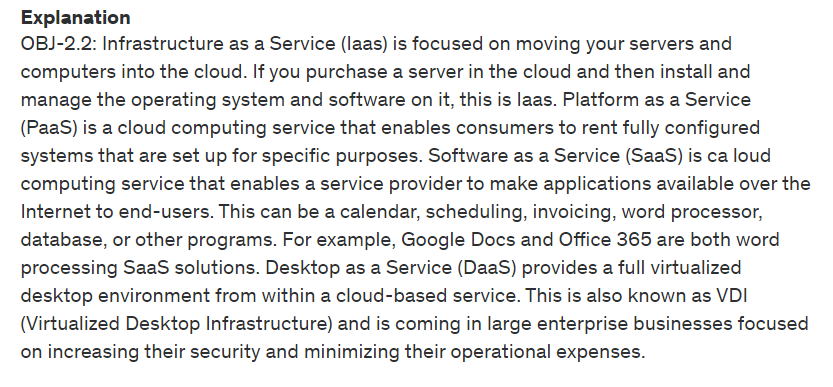 Explanation
OBJ-2.2: Infrastructure as a Service (Iaas) is focused on moving your servers and
computers into the cloud. If you purchase a server in the cloud and then install and
manage the operating system and software on it, this is Iaas. Platform as a Service
(PaaS) is a cloud computing service that enables consumers to rent fully configured
systems that are set up for specific purposes. Software as a Service (SaaS) is ca loud
computing service that enables a service provider to make applications available over the
Internet to end-users. This can be a calendar, scheduling, invoicing, word processor,
database, or other programs. For example, Google Docs and Office 365 are both word
processing SaaS solutions. Desktop as a Service (DaaS) provides a full virtualized
desktop environment from within a cloud-based service. This is also known as VDI
(Virtualized Desktop Infrastructure) and is coming in large enterprise businesses focused
on increasing their security and minimizing their operational expenses.